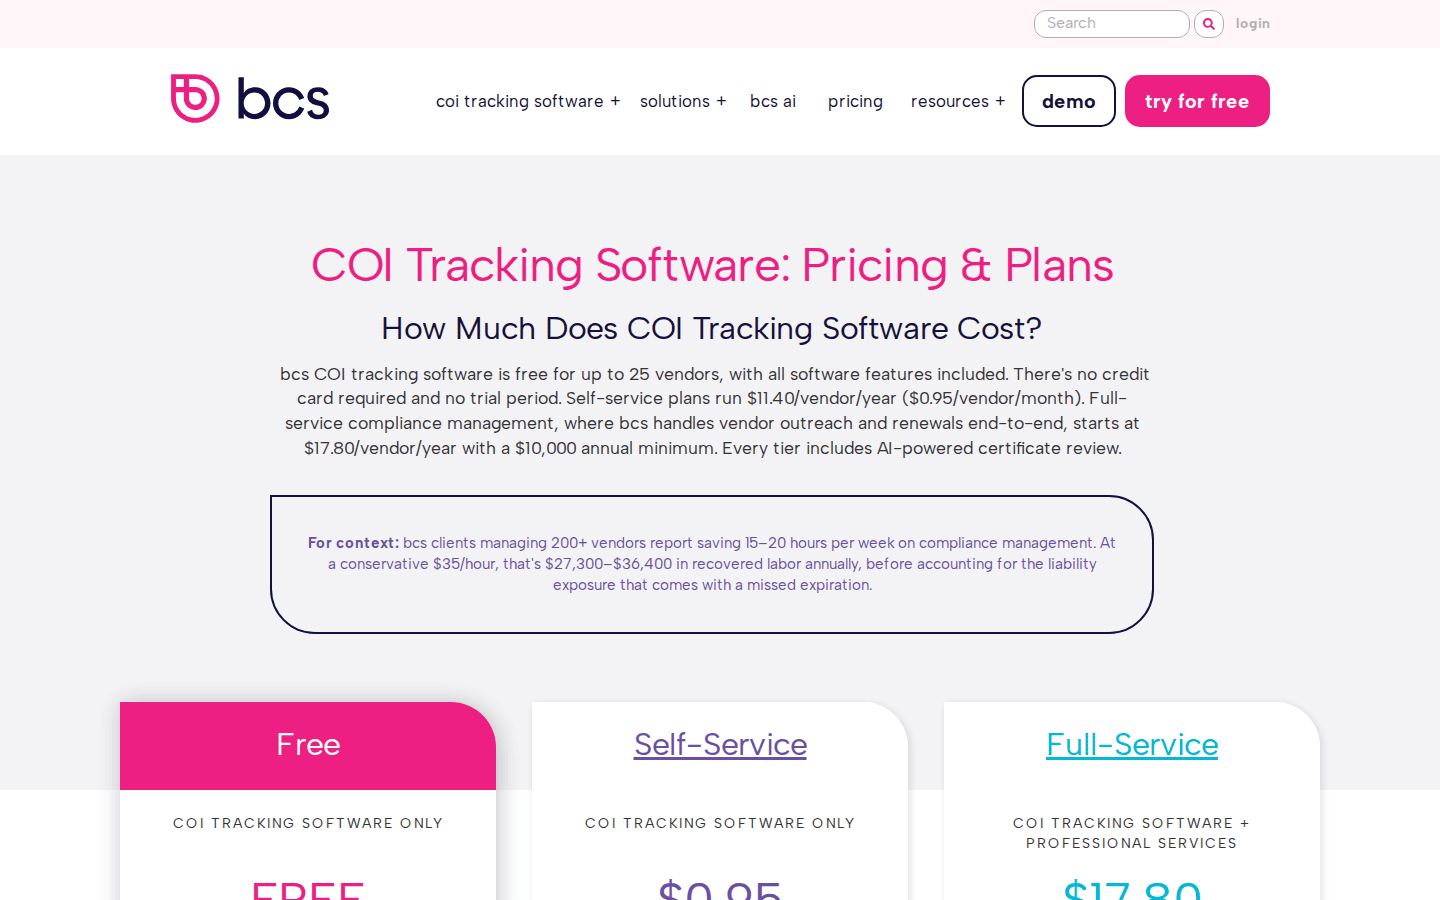 Search
login
bcs
coi tracking software +
solutions +
bcs ai
pricing
resources +
demo
try for free
COI Tracking Software: Pricing & Plans
How Much Does COI Tracking Software Cost?
bcs COI tracking software is free for up to 25 vendors, with all software features included. There's no credit
card required and no trial period. Self-service plans run $11.40/vendor/year ($0.95/vendor/month). Full-
service compliance management, where bcs handles vendor outreach and renewals end-to-end, starts at
$17.80/vendor/year with a $10,000 annual minimum. Every tier includes AI-powered certificate review.
For context: bcs clients managing 200+ vendors report saving 15–20 hours per week on compliance management. At
a conservative $35/hour, that's $27,300–$36,400 in recovered labor annually, before accounting for the liability
exposure that comes with a missed expiration.
Free
Self-Service
Full-Service
COI TRACKING SOFTWARE ONLY
COI TRACKING SOFTWARE ONLY
COI TRACKING SOFTWARE +
PROFESSIONAL SERVICES
FREE
$0.95
$17.80